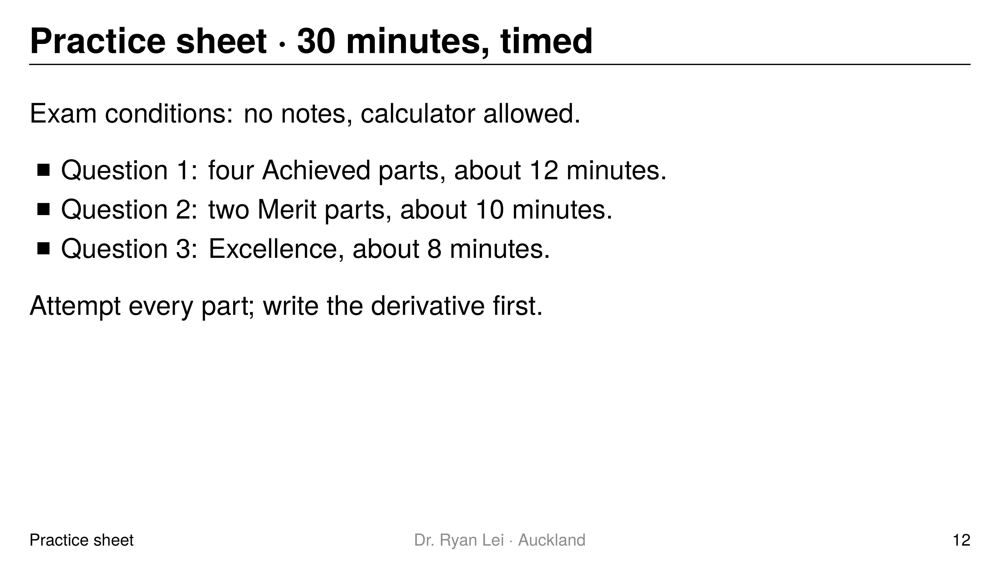 Practice sheet · 30 minutes, timed
Exam conditions: no notes, calculator allowed.
■ Question 1: four Achieved parts, about 12 minutes.
■ Question 2: two Merit parts, about 10 minutes.
■ Question 3: Excellence, about 8 minutes.
Attempt every part; write the derivative first.
Practice sheet
Dr. Ryan Lei · Auckland
12